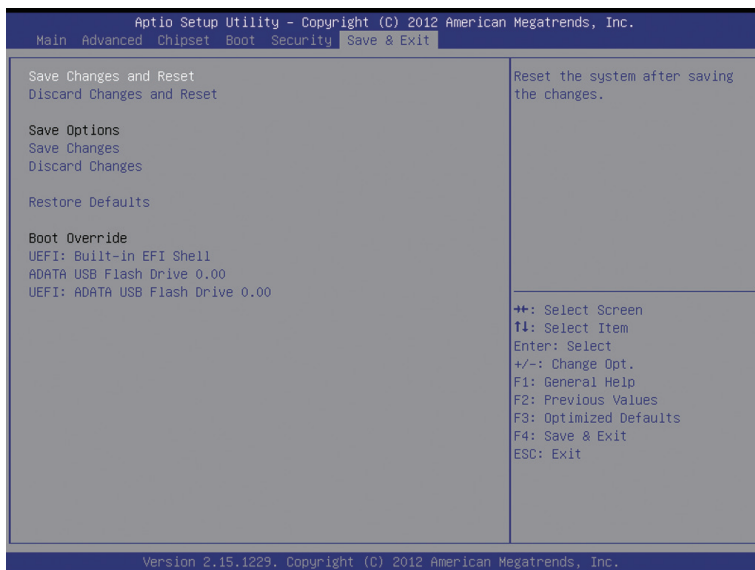 Aptio Setup Utility – Copyright (C) 2012 American Megatrends, Inc.
Main Advanced Chipset Boot Security Save & Exit
Save Changes and Reset
Discard Changes and Reset
Save Options
Save Changes
Discard Changes
Restore Defaults
Boot Override
UEFI: Built-in EFI Shell
ADATA USB Flash Drive 0.00
UEFI: ADATA USB Flash Drive 0.00
Reset the system after saving
the changes.
→←: Select Screen
↑↓: Select Item
Enter: Select
+/-: Change Opt.
F1: General Help
F2: Previous Values
F3: Optimized Defaults
F4: Save & Exit
ESC: Exit
Version 2.15.1229. Copyright (C) 2012 American Megatrends, Inc.